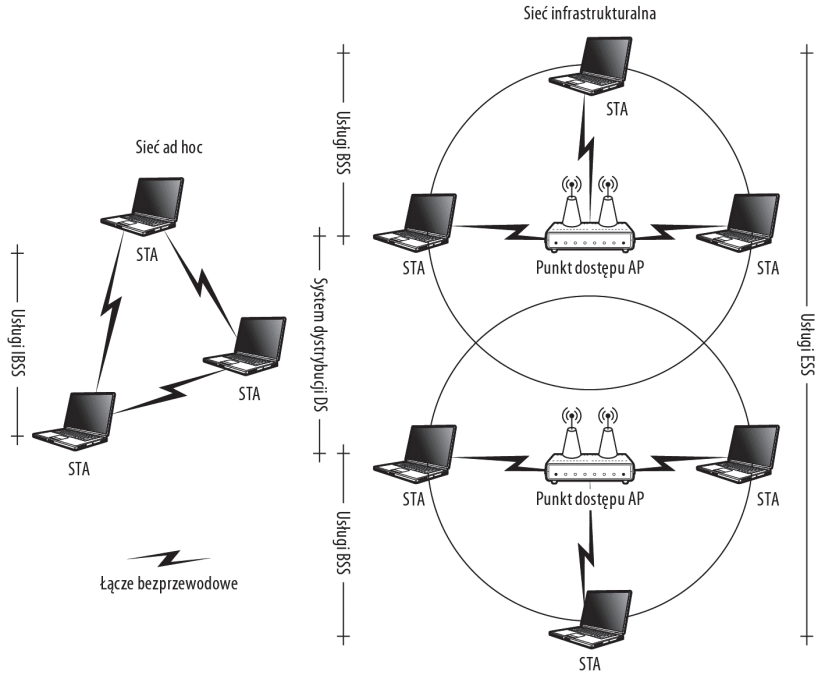 Sieć infrastrukturalna
STA
Usługi BSS
Sieć ad hoc
STA
STA
STA
Punkt dostępu AP
STA
Usługi IBSS
System dystrybucji DS
Usługi ESS
STA
STA
STA
Punkt dostępu AP
STA
Usługi BSS
Łącze bezprzewodowe
STA